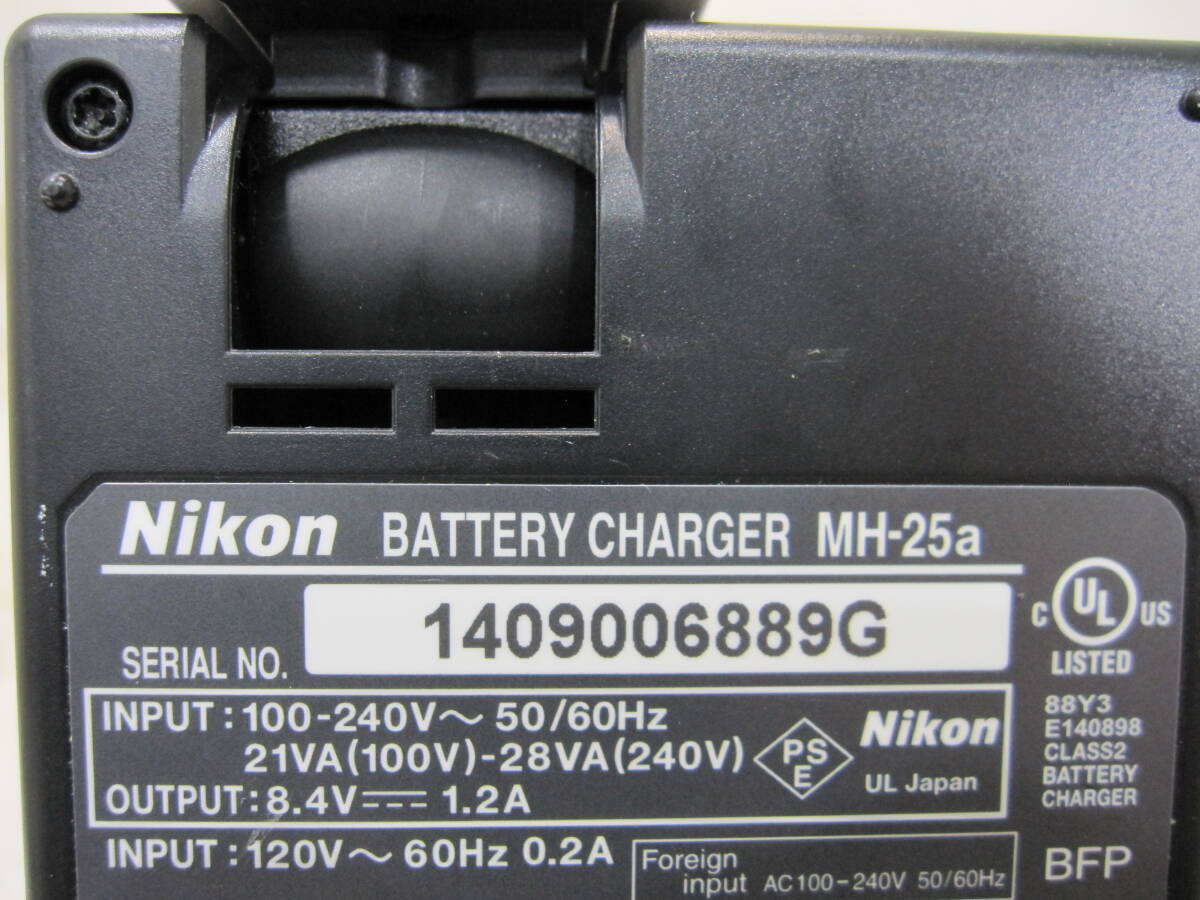 Nikon BATTERY CHARGER MH-25a
SERIAL NO. 1409006889G
C UL US
LISTED
88Y3
E140898
CLASS2
BATTERY
CHARGER
INPUT : 100-240V～ 50/60Hz
21VA(100V)-28VA(240V)
OUTPUT : 8.4V⎓ 1.2A
PS
E
Nikon
UL Japan
INPUT : 120V～ 60Hz 0.2A
Foreign
input AC100-240V 50/60Hz
BFP